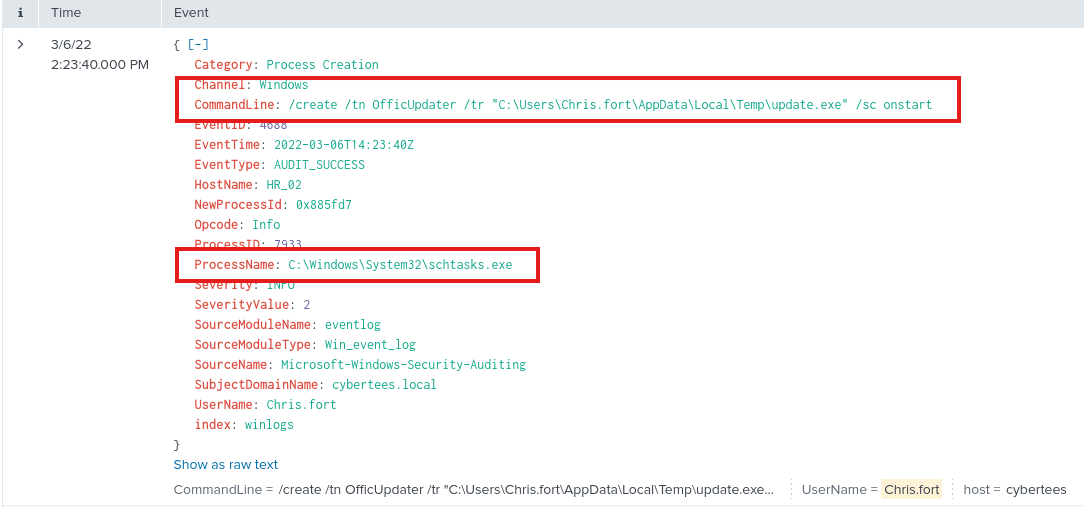 i Time Event
3/6/22 { [-]
2:23:40.000 PM Category: Process Creation
Channel: Windows
CommandLine: /create /tn OfficUpdater /tr "C:\Users\Chris.fort\AppData\Local\Temp\update.exe" /sc onstart
EventID: 4688
EventTime: 2022-03-06T14:23:40Z
EventType: AUDIT_SUCCESS
HostName: HR_02
NewProcessId: 0x885fd7
Opcode: Info
ProcessID: 7933
ProcessName: C:\Windows\System32\schtasks.exe
Severity: INFO
SeverityValue: 2
SourceModuleName: eventlog
SourceModuleType: Win_event_log
SourceName: Microsoft-Windows-Security-Auditing
SubjectDomainName: cybertees.local
UserName: Chris.fort
index: winlogs
}
Show as raw text
CommandLine = /create /tn OfficUpdater /tr "C:\Users\Chris.fort\AppData\Local\Temp\update.exe... UserName = Chris.fort host = cybertees